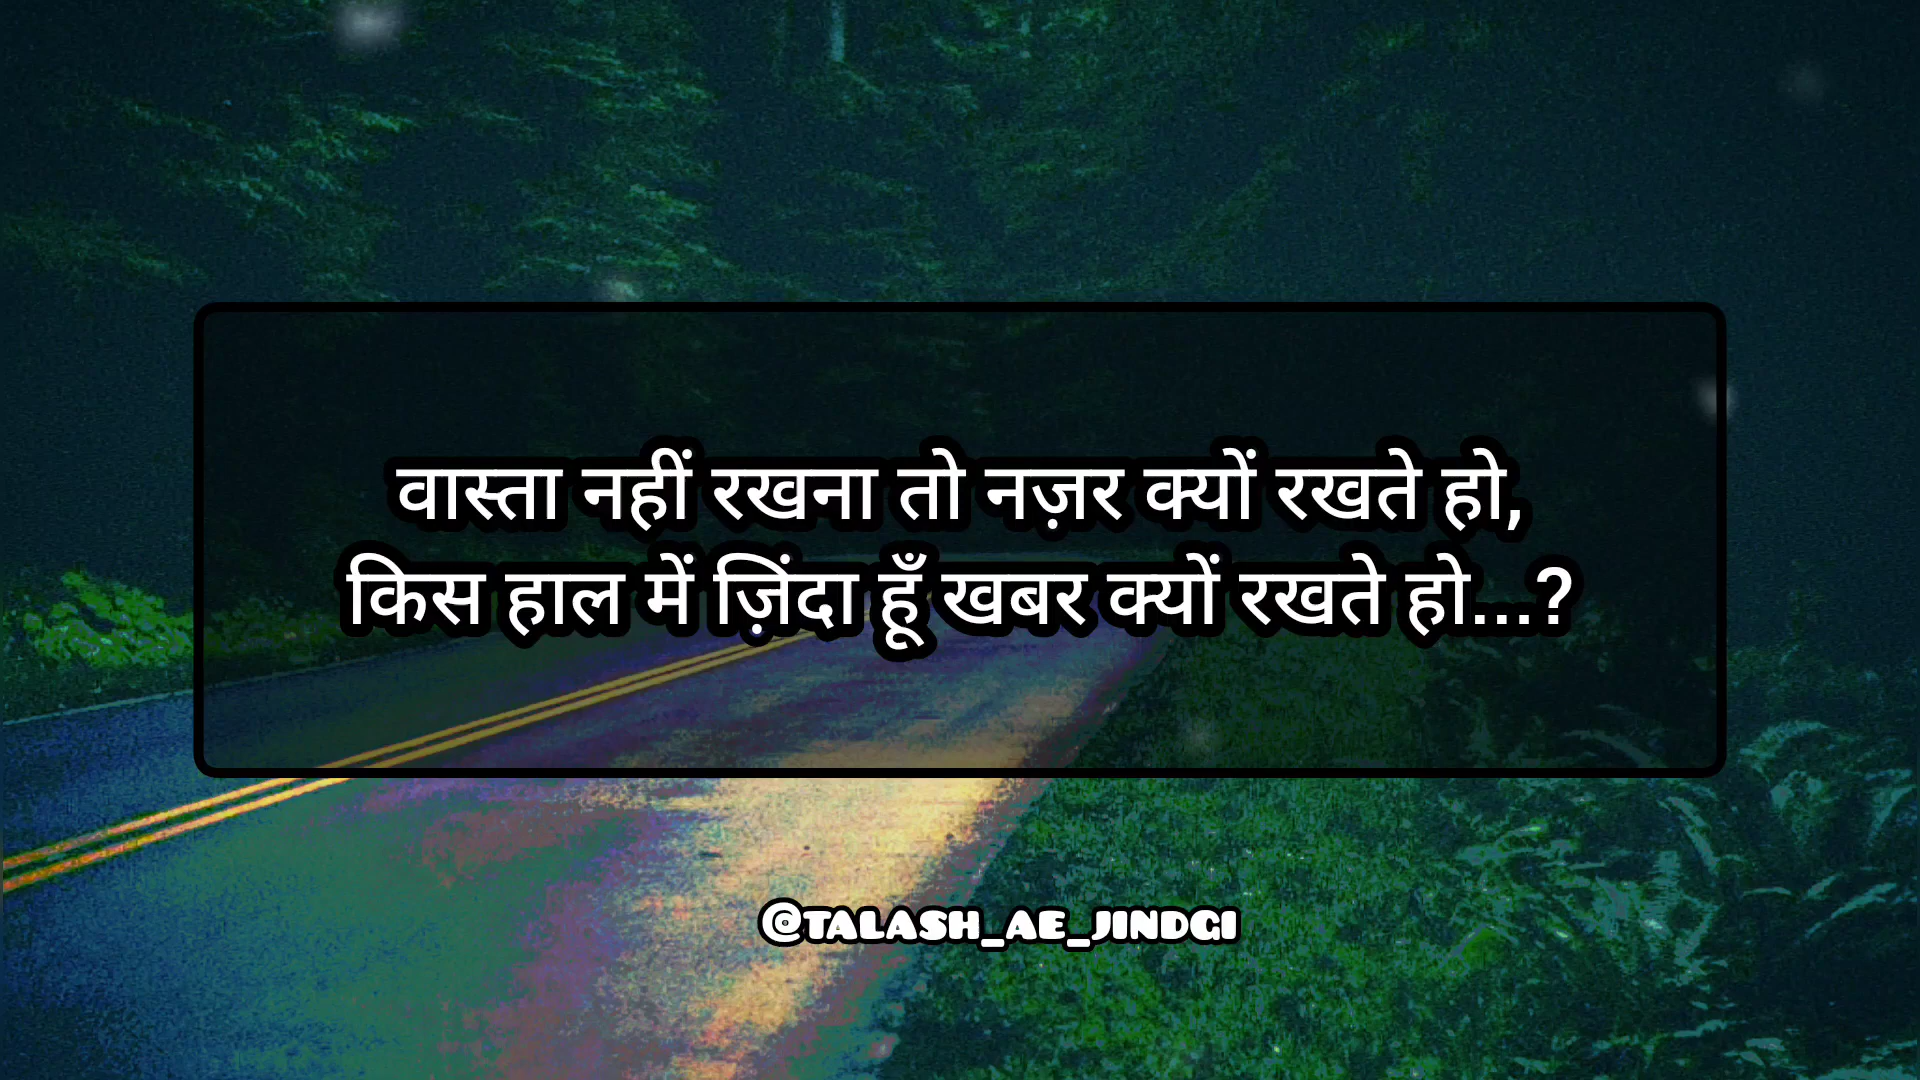 वास्ता नहीं रखना तो नज़र क्यों रखते हो,
किस हाल में ज़िंदा हूँ खबर क्यों रखते हो...?
@TALASH_AE_JINDGI